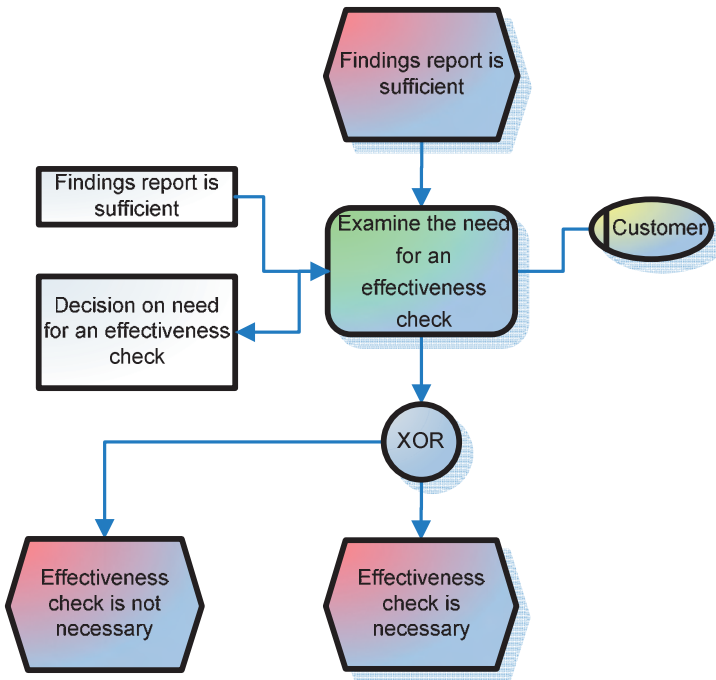 Findings report is
sufficient
Findings report is
sufficient
Examine the need
for an
effectiveness
check
Customer
Decision on need
for an effectiveness
check
XOR
Effectiveness
check is not
necessary
Effectiveness
check is
necessary